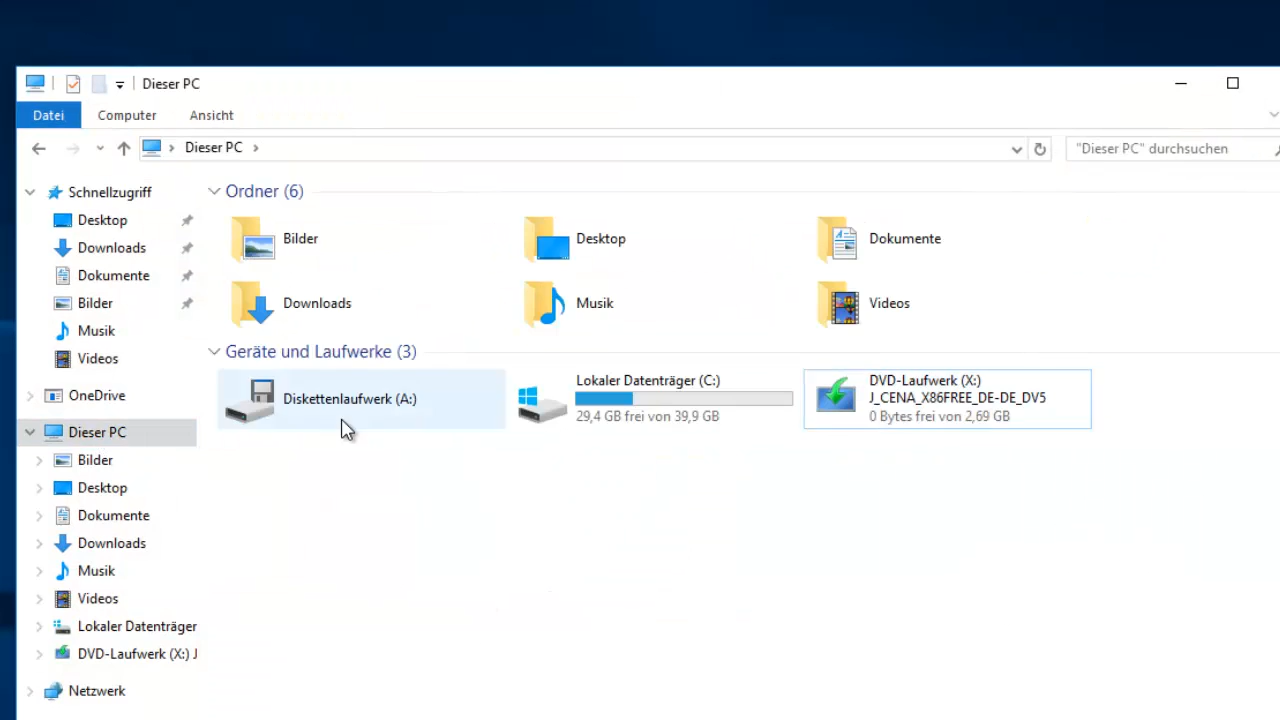 Dieser PC
Datei Computer Ansicht
Dieser PC "Dieser PC" durchsuchen
Schnellzugriff
Desktop
Downloads
Dokumente
Bilder
Musik
Videos
OneDrive
Dieser PC
Bilder
Desktop
Dokumente
Downloads
Musik
Videos
Lokaler Datenträger
DVD-Laufwerk (X:) J
Netzwerk
Ordner (6)
Bilder
Desktop
Dokumente
Downloads
Musik
Videos
Geräte und Laufwerke (3)
Diskettenlaufwerk (A:)
Lokaler Datenträger (C:)
29,4 GB frei von 39,9 GB
DVD-Laufwerk (X:)
J_CENA_X86FREE_DE-DE_DV5
0 Bytes frei von 2,69 GB